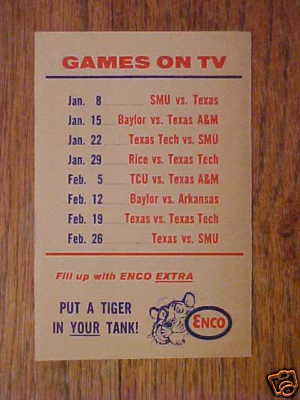 GAMES ON TV
Jan. 8 SMU vs. Texas
Jan. 15 Baylor vs. Texas A&M
Jan. 22 Texas Tech vs. SMU
Jan. 29 Rice vs. Texas Tech
Feb. 5 TCU vs. Texas A&M
Feb. 12 Baylor vs. Arkansas
Feb. 19 Texas vs. Texas Tech
Feb. 26 Texas vs. SMU
Fill up with ENCO EXTRA
PUT A TIGER
IN YOUR TANK!
ENCO